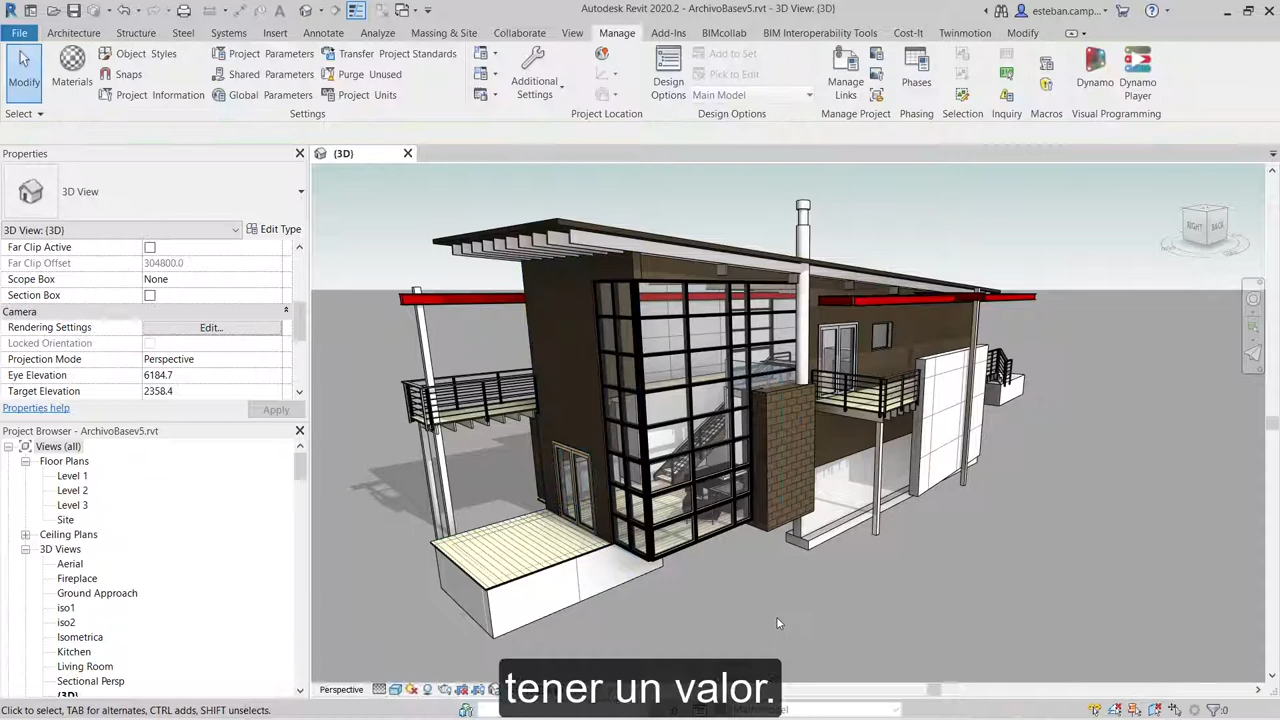 Autodesk Revit 2020.2 - ArchivoBasev5.rvt - 3D View: {3D}
esteban.camp...
File Architecture Structure Steel Systems Insert Annotate Analyze Massing & Site Collaborate View Manage Add-Ins BIMcollab BIM Interoperability Tools Cost-It Twinmotion Modify
Modify
Materials
Object Styles
Snaps
Project Information
Project Parameters
Shared Parameters
Global Parameters
Transfer Project Standards
Purge Unused
Project Units
Additional Settings
Design Options
Add to Set
Pick to Edit
Main Model
Manage Links
Phases
Dynamo
Dynamo Player
Select Settings Project Location Design Options Manage Project Phasing Selection Inquiry Macros Visual Programming
Properties
{3D}
3D View
3D View: {3D} Edit Type
Far Clip Active
Far Clip Offset 304800.0
Scope Box None
Section Box
Camera
Rendering Settings Edit...
Locked Orientation
Projection Mode Perspective
Eye Elevation 6184.7
Target Elevation 2358.4
Properties help Apply
Project Browser - ArchivoBasev5.rvt
Views (all)
Floor Plans
Level 1
Level 2
Level 3
Site
Ceiling Plans
3D Views
Aerial
Fireplace
Ground Approach
iso1
iso2
Isometrica
Kitchen
Living Room
Sectional Persp
{3D}
RIGHT BACK
tener un valor.
Perspective
Click to select, TAB for alternates, CTRL adds, SHIFT unselects.
:0